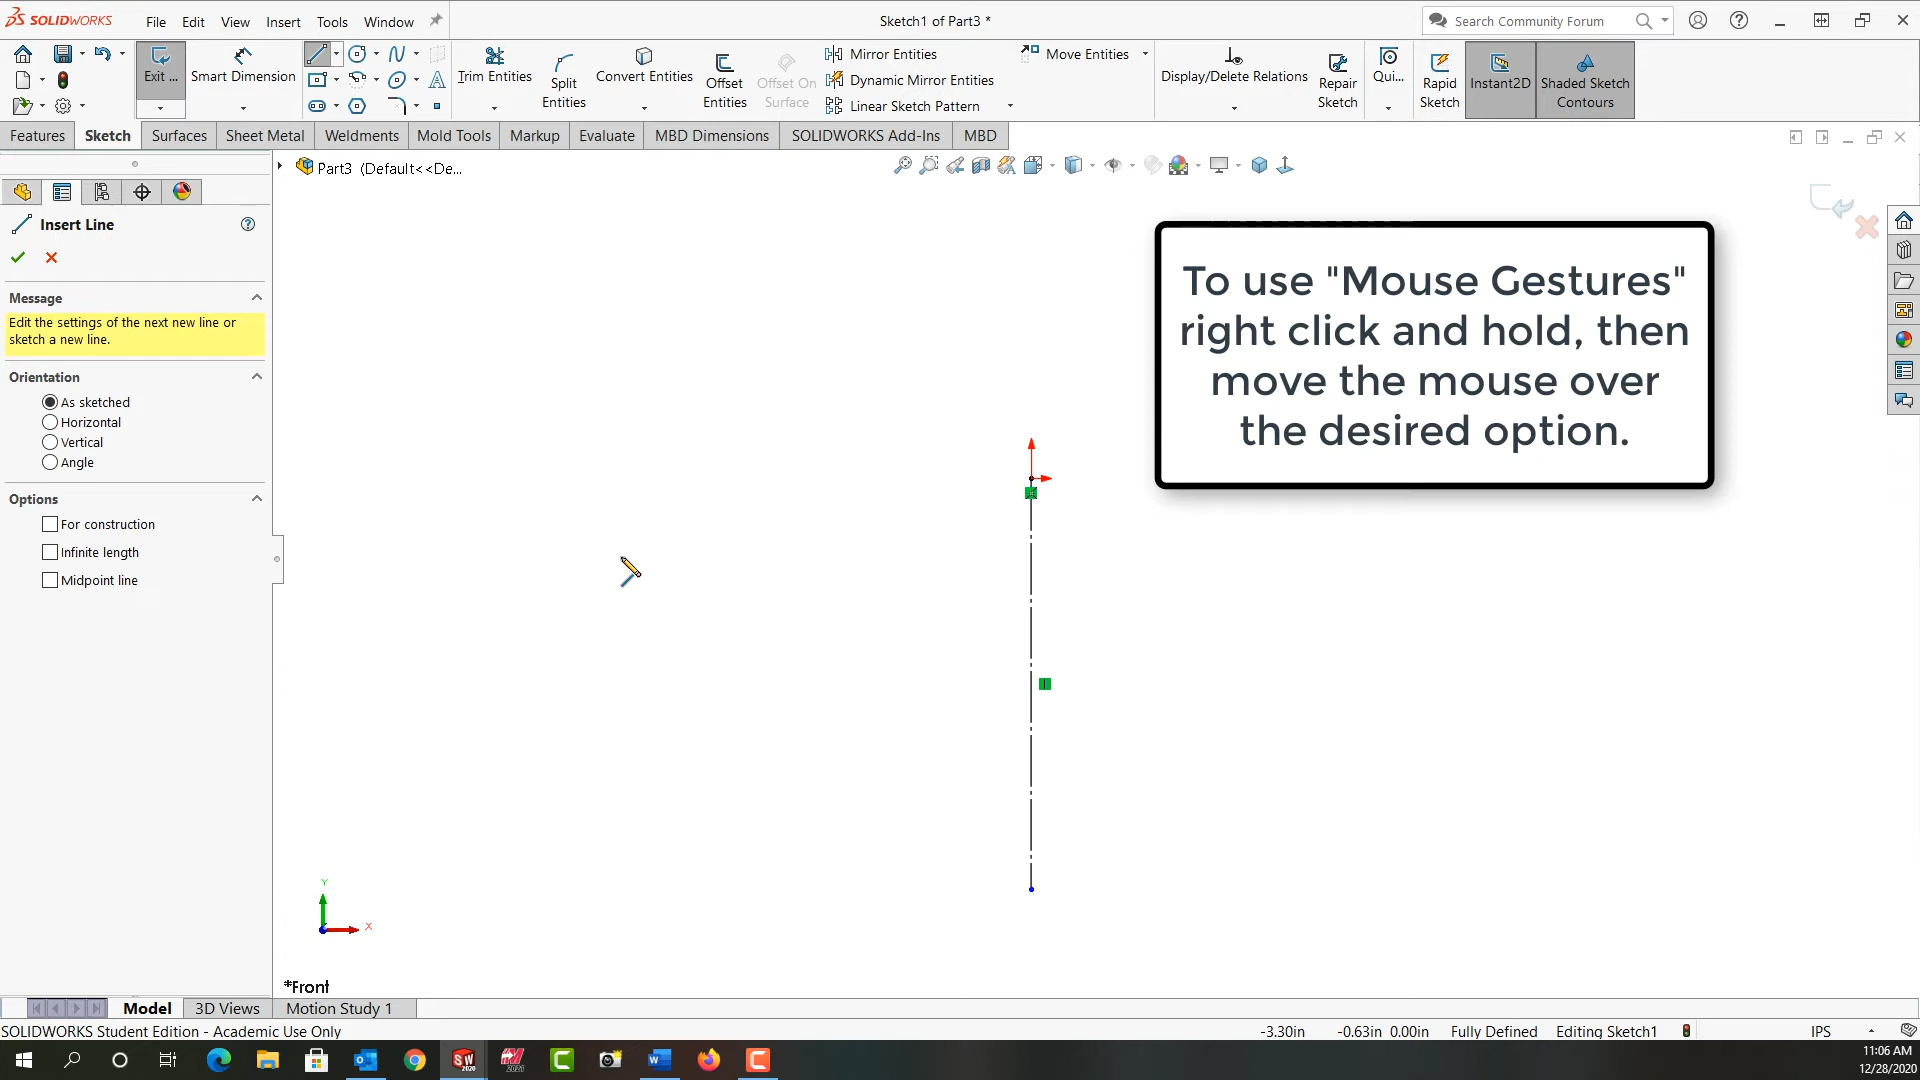 SOLIDWORKS
File Edit View Insert Tools Window
Sketch1 of Part3 *
Search Community Forum
Exit ...
Smart Dimension
Trim Entities
Split Entities
Convert Entities
Offset Entities
Offset On Surface
Mirror Entities
Dynamic Mirror Entities
Linear Sketch Pattern
Move Entities
Display/Delete Relations
Repair Sketch
Qui...
Rapid Sketch
Instant2D
Shaded Sketch Contours
Features Sketch Surfaces Sheet Metal Weldments Mold Tools Markup Evaluate MBD Dimensions SOLIDWORKS Add-Ins MBD
Part3 (Default<<De...
Insert Line
Message
Edit the settings of the next new line or
sketch a new line.
Orientation
As sketched
Horizontal
Vertical
Angle
Options
For construction
Infinite length
Midpoint line
To use "Mouse Gestures"
right click and hold, then
move the mouse over
the desired option.
Y
X
*Front
Model 3D Views Motion Study 1
SOLIDWORKS Student Edition - Academic Use Only
-3.30in -0.63in 0.00in Fully Defined Editing Sketch1 IPS
11:06 AM
12/28/2020